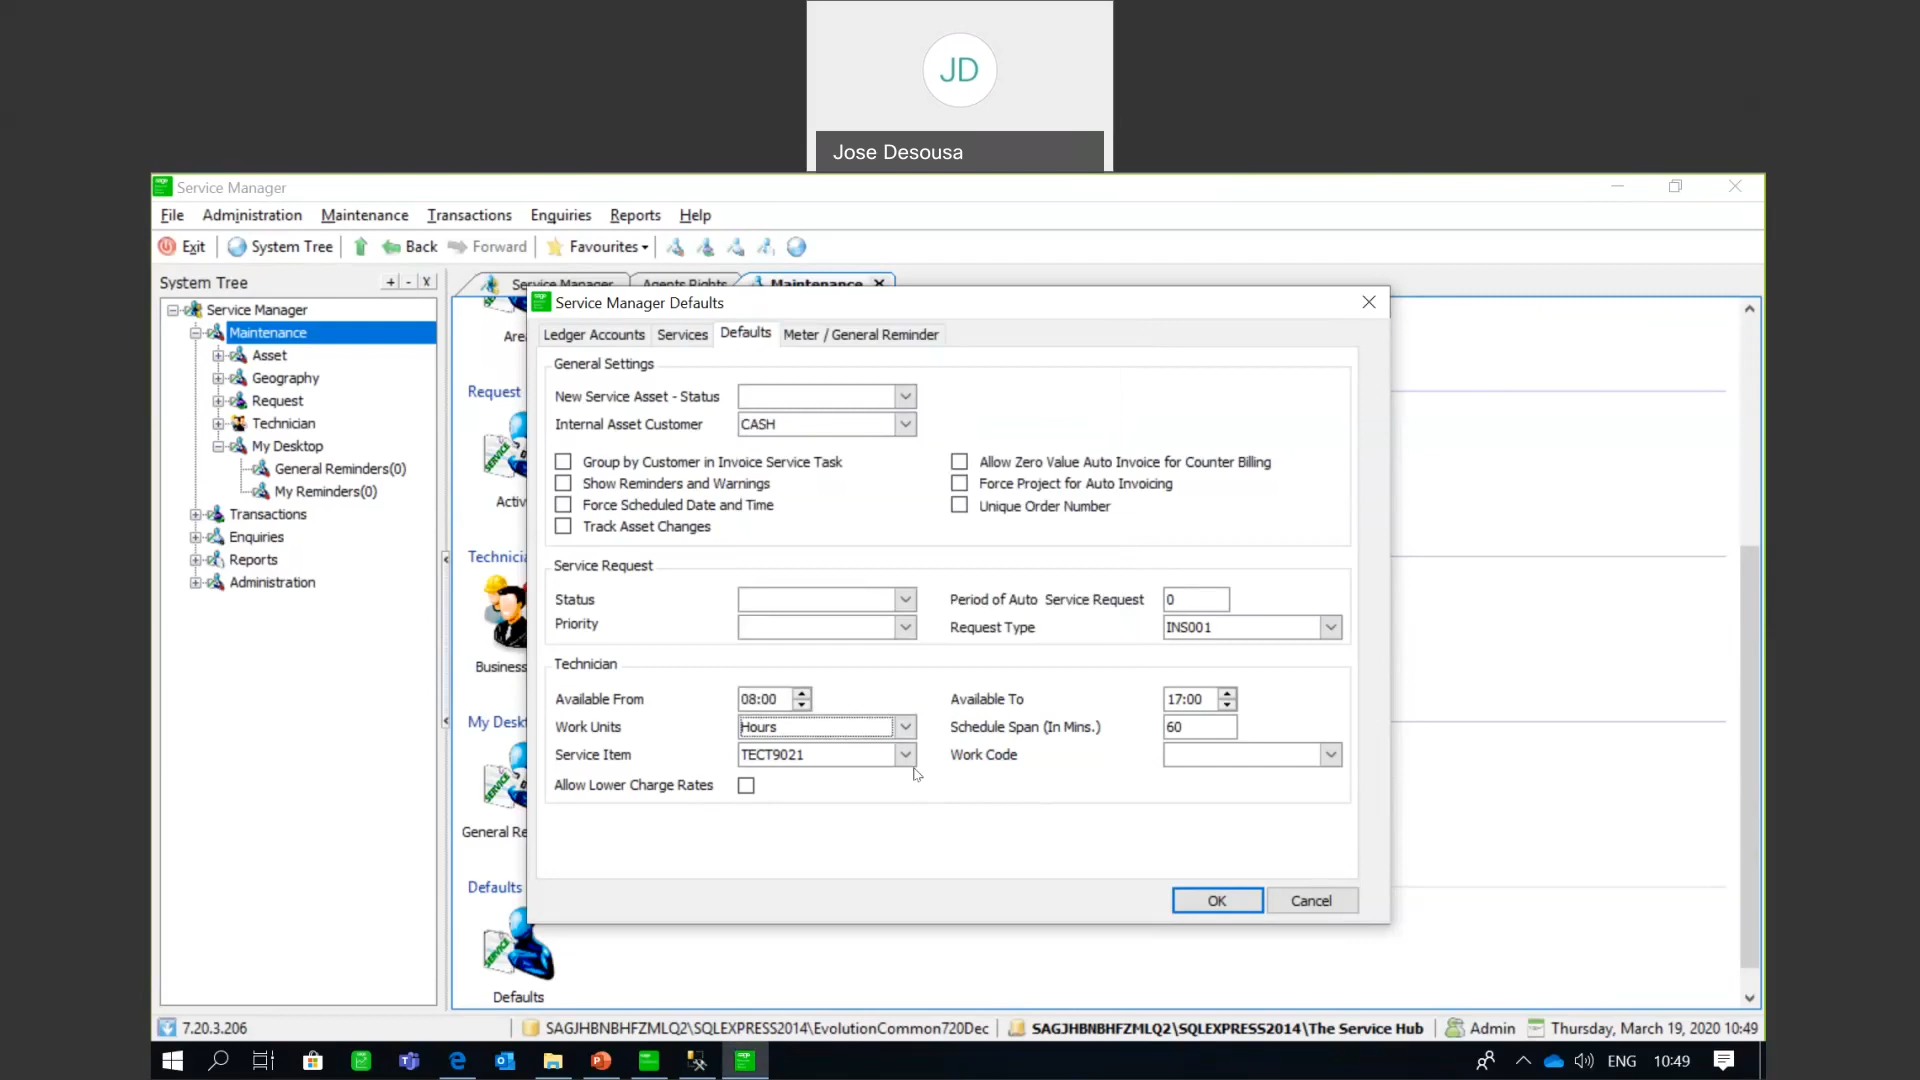 JD
Jose Desousa
Service Manager
File Administration Maintenance Transactions Enquiries Reports Help
Exit System Tree Back Forward Favourites
System Tree + - X
Service Manager Agents Rights Maintenance
Service Manager
Maintenance
Asset
Geography
Request
Technician
My Desktop
General Reminders(0)
My Reminders(0)
Transactions
Enquiries
Reports
Administration
Request
Technicia
Business
My Desk
General Re
Defaults
Defaults
Service Manager Defaults
Ledger Accounts Services Defaults Meter / General Reminder
General Settings
New Service Asset - Status
Internal Asset Customer CASH
Group by Customer in Invoice Service Task Allow Zero Value Auto Invoice for Counter Billing
Show Reminders and Warnings Force Project for Auto Invoicing
Force Scheduled Date and Time Unique Order Number
Track Asset Changes
Service Request
Status Period of Auto Service Request 0
Priority Request Type INS001
Technician
Available From 08:00 Available To 17:00
Work Units Hours Schedule Span (In Mins.) 60
Service Item TECT9021 Work Code
Allow Lower Charge Rates
OK Cancel
7.20.3.206 SAGJHBNBHFZMLQ2\SQLEXPRESS2014\EvolutionCommon720Dec SAGJHBNBHFZMLQ2\SQLEXPRESS2014\The Service Hub Admin Thursday, March 19, 2020 10:49
ENG 10:49